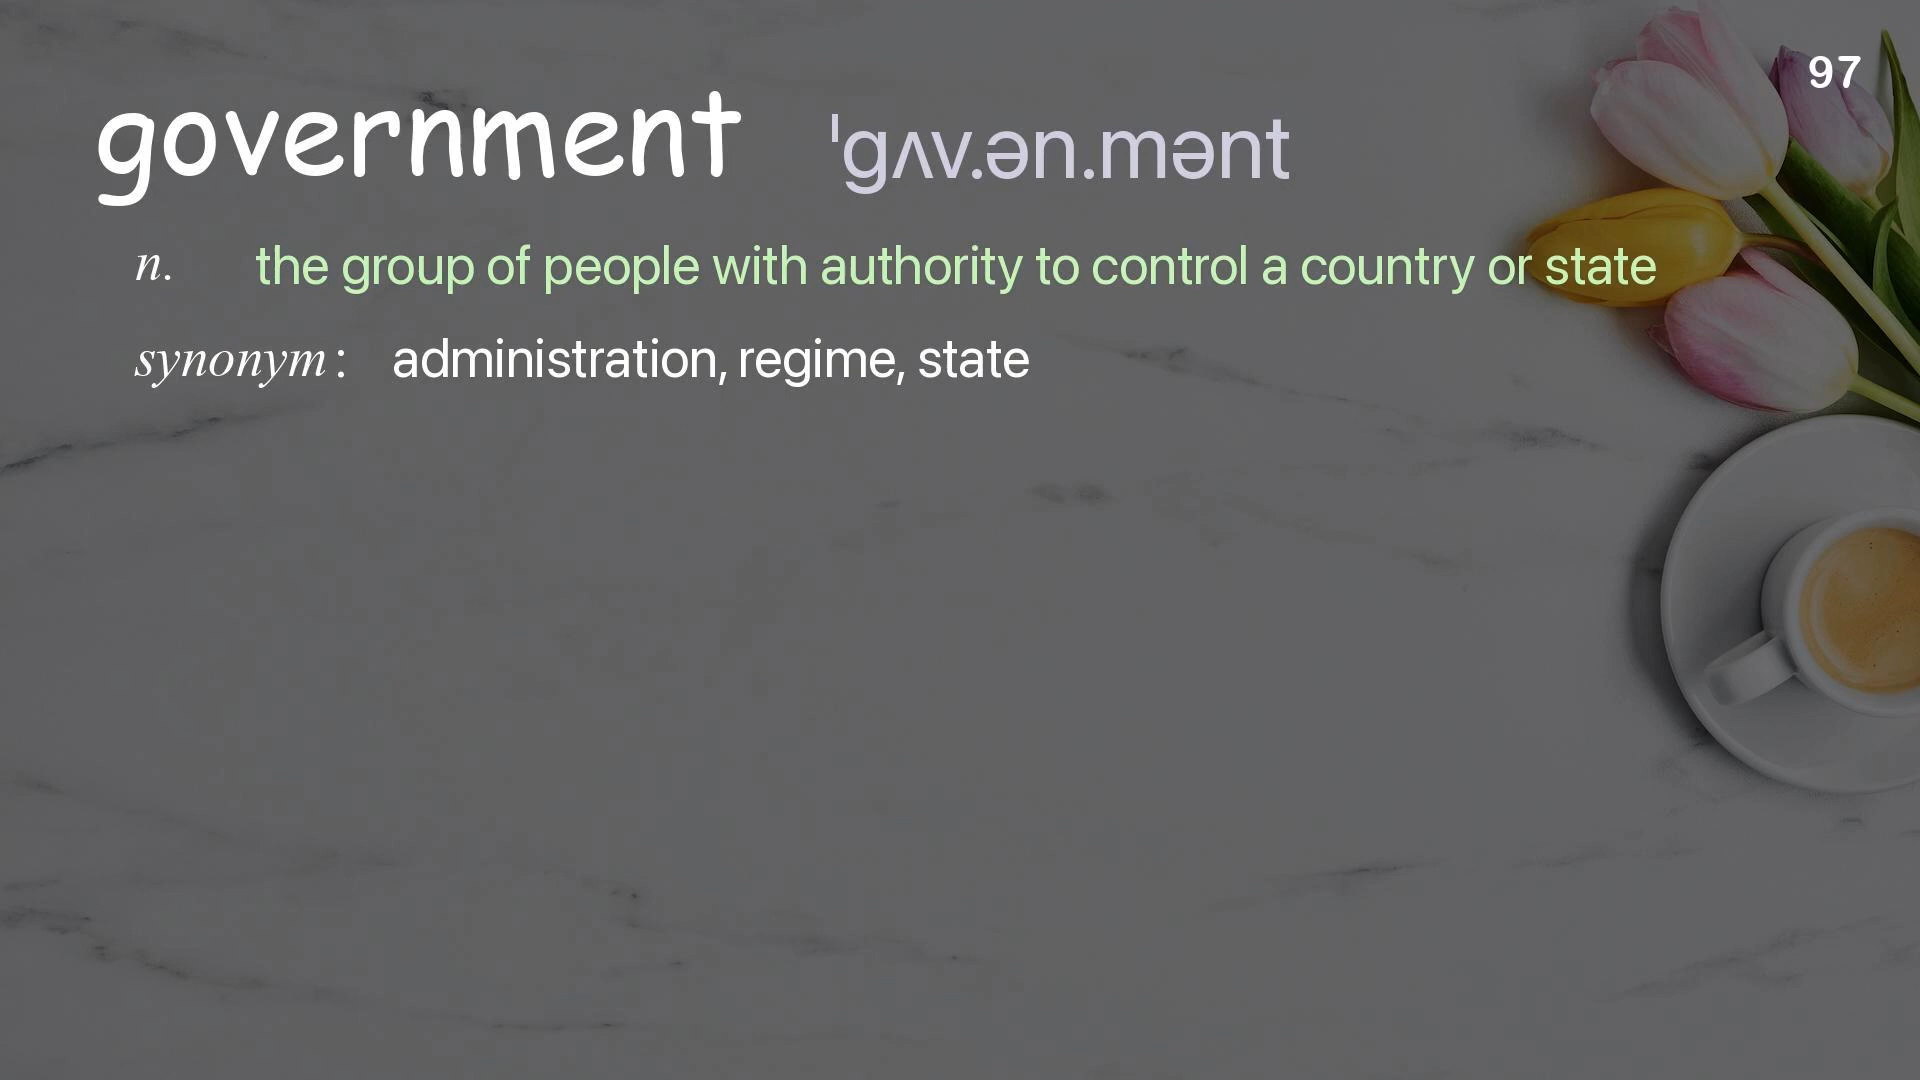 97
government ˈɡʌv.ən.mənt
n. the group of people with authority to control a country or state
synonym: administration, regime, state